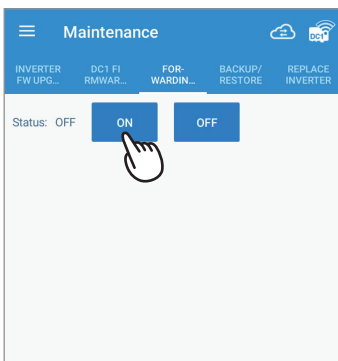 Maintenance
DC1
INVERTER FW UPG...
DC1 FI RMWAR...
FOR- WARDIN...
BACKUP/ RESTORE
REPLACE INVERTER
Status: OFF ON OFF